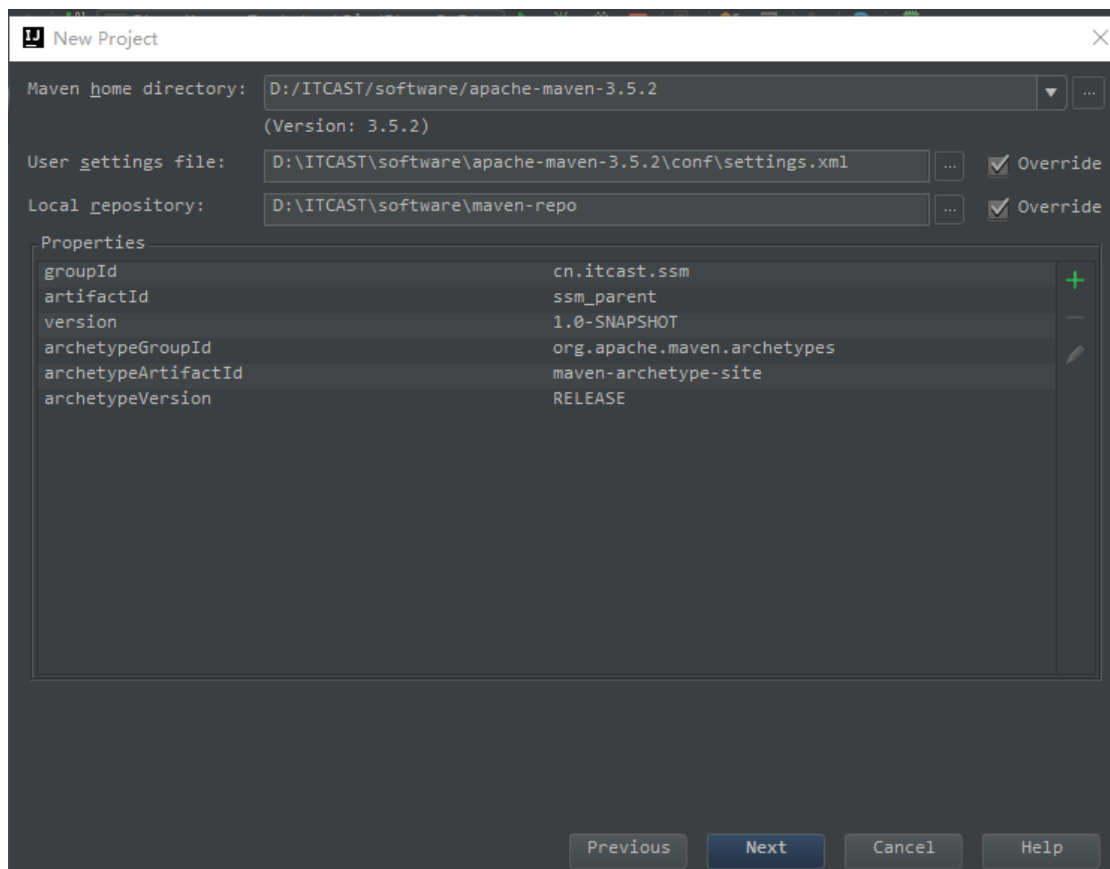 New Project
Maven home directory: D:/ITCAST/software/apache-maven-3.5.2 ...
(Version: 3.5.2)
User settings file: D:\ITCAST\software\apache-maven-3.5.2\conf\settings.xml ... Override
Local repository: D:\ITCAST\software\maven-repo ... Override
Properties
groupId cn.itcast.ssm
artifactId ssm_parent
version 1.0-SNAPSHOT
archetypeGroupId org.apache.maven.archetypes
archetypeArtifactId maven-archetype-site
archetypeVersion RELEASE
Previous Next Cancel Help